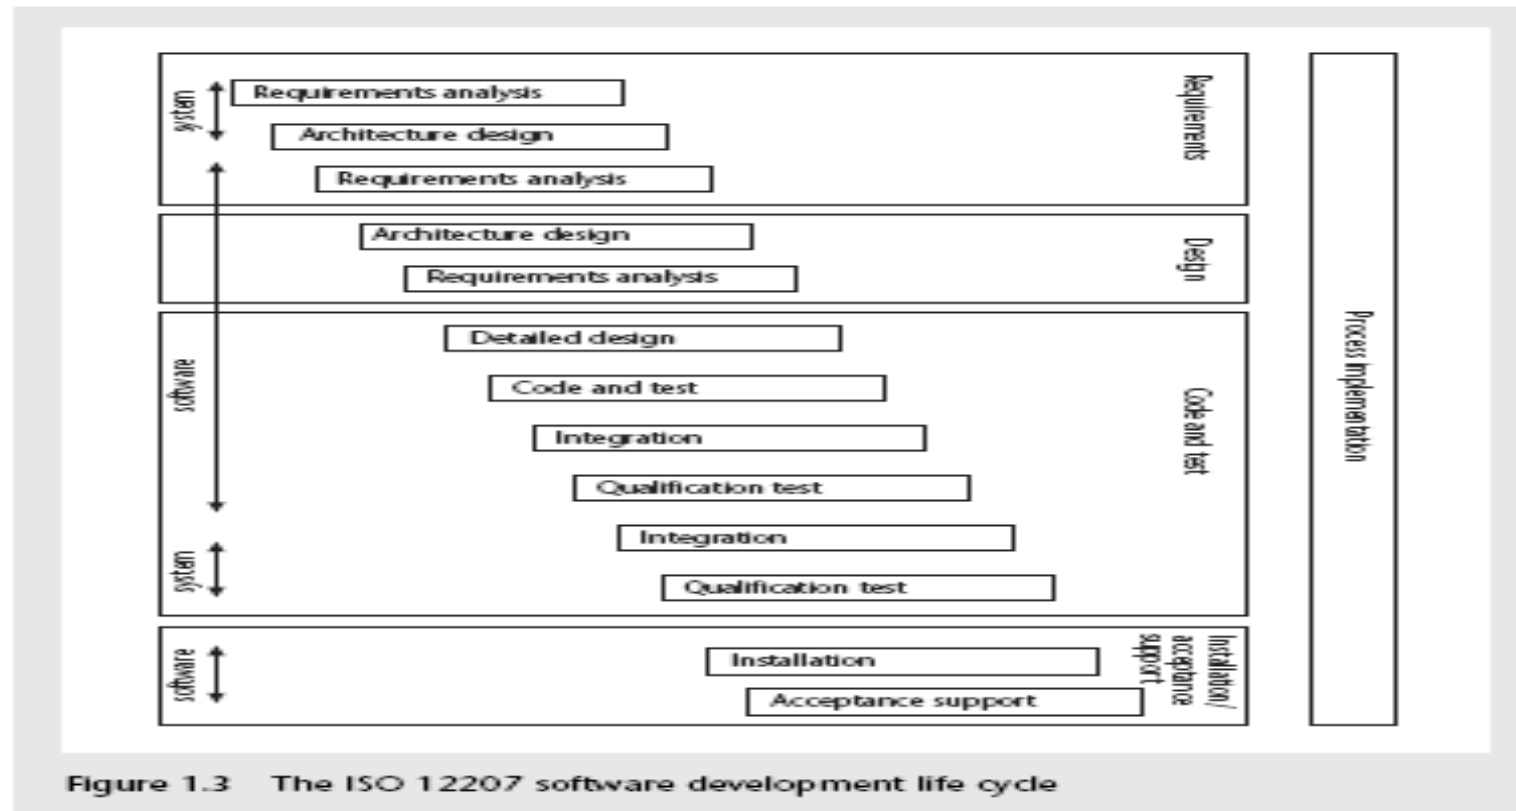 system
Requirements analysis
Architecture design
Requirements analysis
Requirements
Architecture design
Requirements analysis
Design
software
Detailed design
Code and test
Integration
Qualification test
Code and test
system
Integration
Qualification test
software
Installation
Acceptance support
Installation/
acceptance
support
Process implementation
Figure 1.3 The ISO 12207 software development life cycle